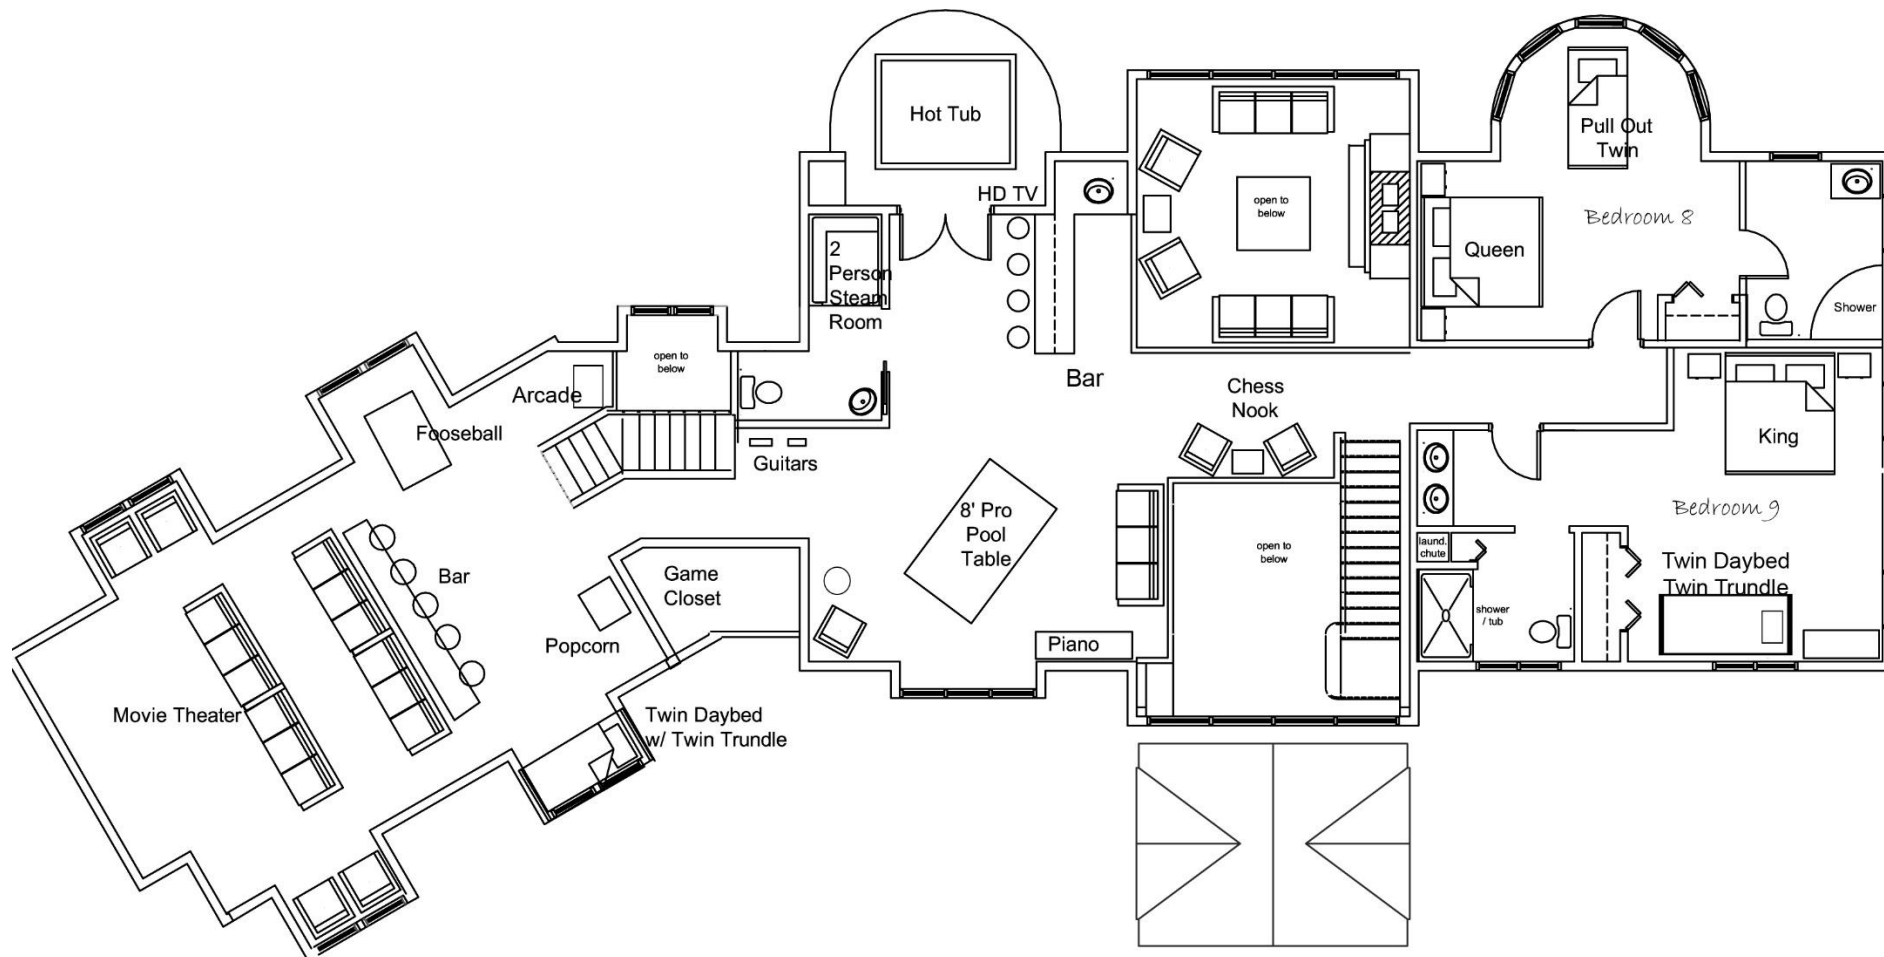 Hot Tub
Pull Out
Twin
HD TV
open to
below
Bedroom 8
2
Person
Steam
Room
Queen
Shower
open to
below
Bar
Chess
Nook
Arcade
Fooseball
Guitars
King
8' Pro
Pool
Table
Bedroom 9
open to
below
laund.
chute
Twin Daybed
Twin Trundle
Bar
Game
Closet
shower
/ tub
Popcorn
Piano
Movie Theater
Twin Daybed
w/ Twin Trundle